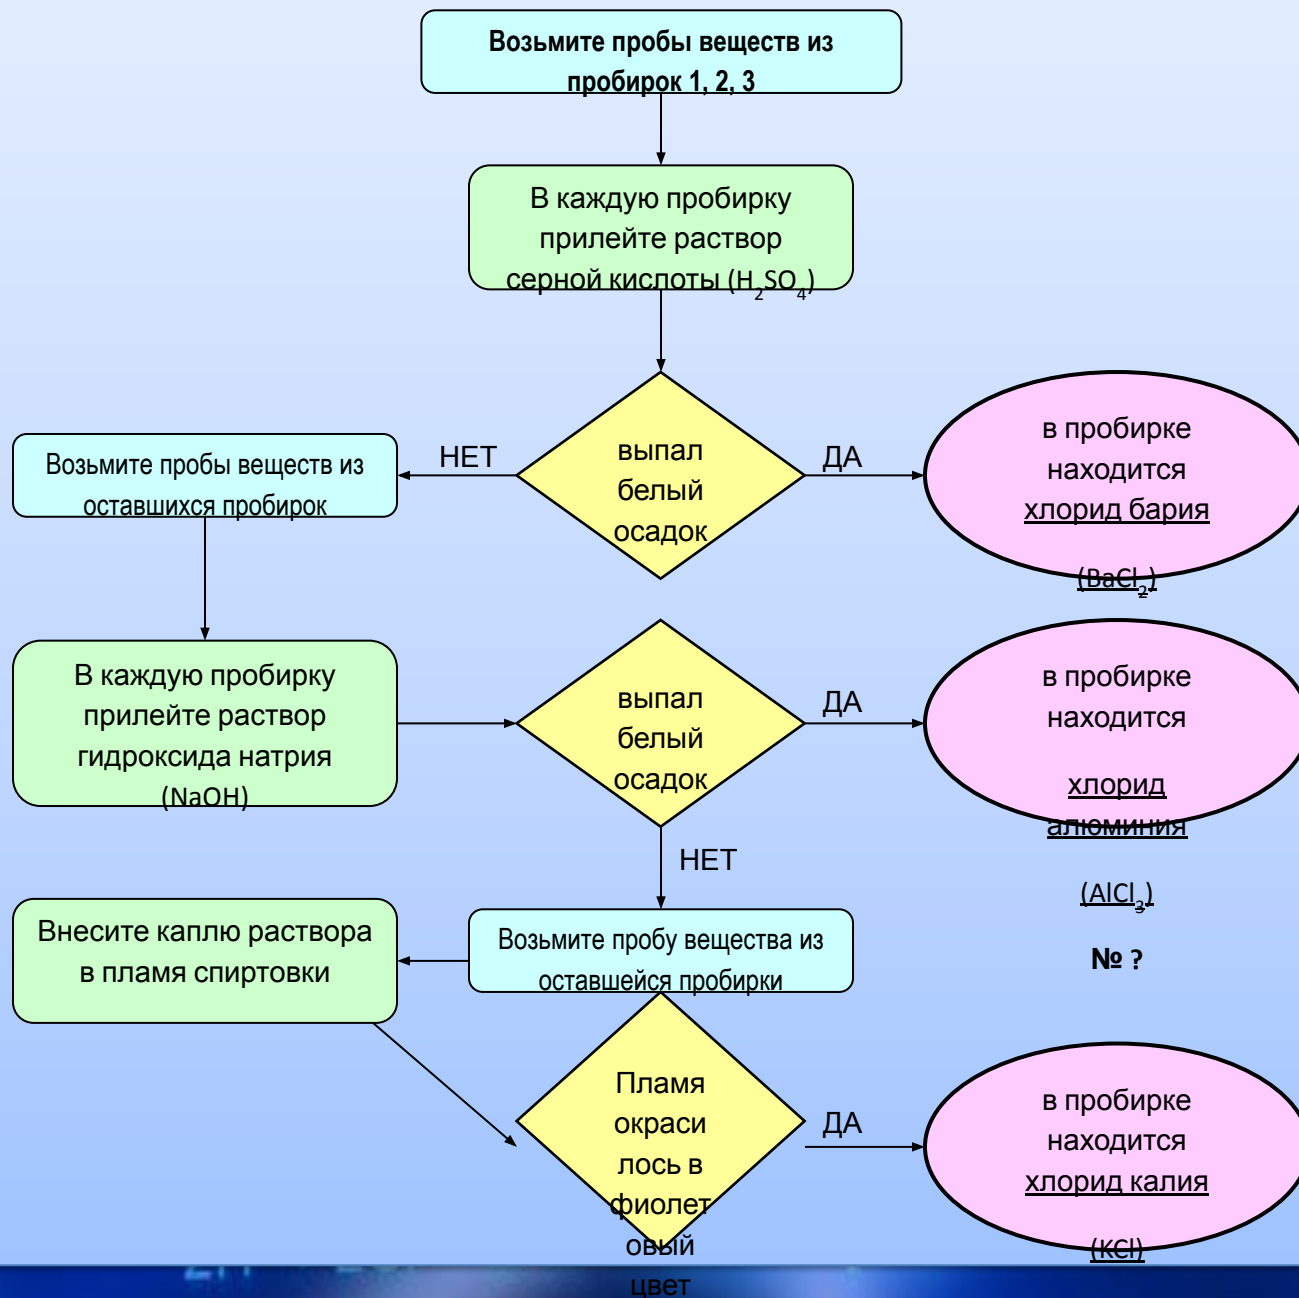 Возьмите пробы веществ из
пробирок 1, 2, 3
В каждую пробирку
прилейте раствор
серной кислоты (H₂SO₄)
выпал
белый
осадок
НЕТ
ДА
в пробирке
находится
хлорид бария
(BaCl₂)
Возьмите пробы веществ из
оставшихся пробирок
В каждую пробирку
прилейте раствор
гидроксида натрия
(NaOH)
выпал
белый
осадок
ДА
в пробирке
находится
хлорид
алюминия
(AlCl₃)
№ ?
НЕТ
Возьмите пробу вещества из
оставшейся пробирки
Внесите каплю раствора
в пламя спиртовки
Пламя
окраси
лось в
фиолет
овый
цвет
ДА
в пробирке
находится
хлорид калия
(KCl)